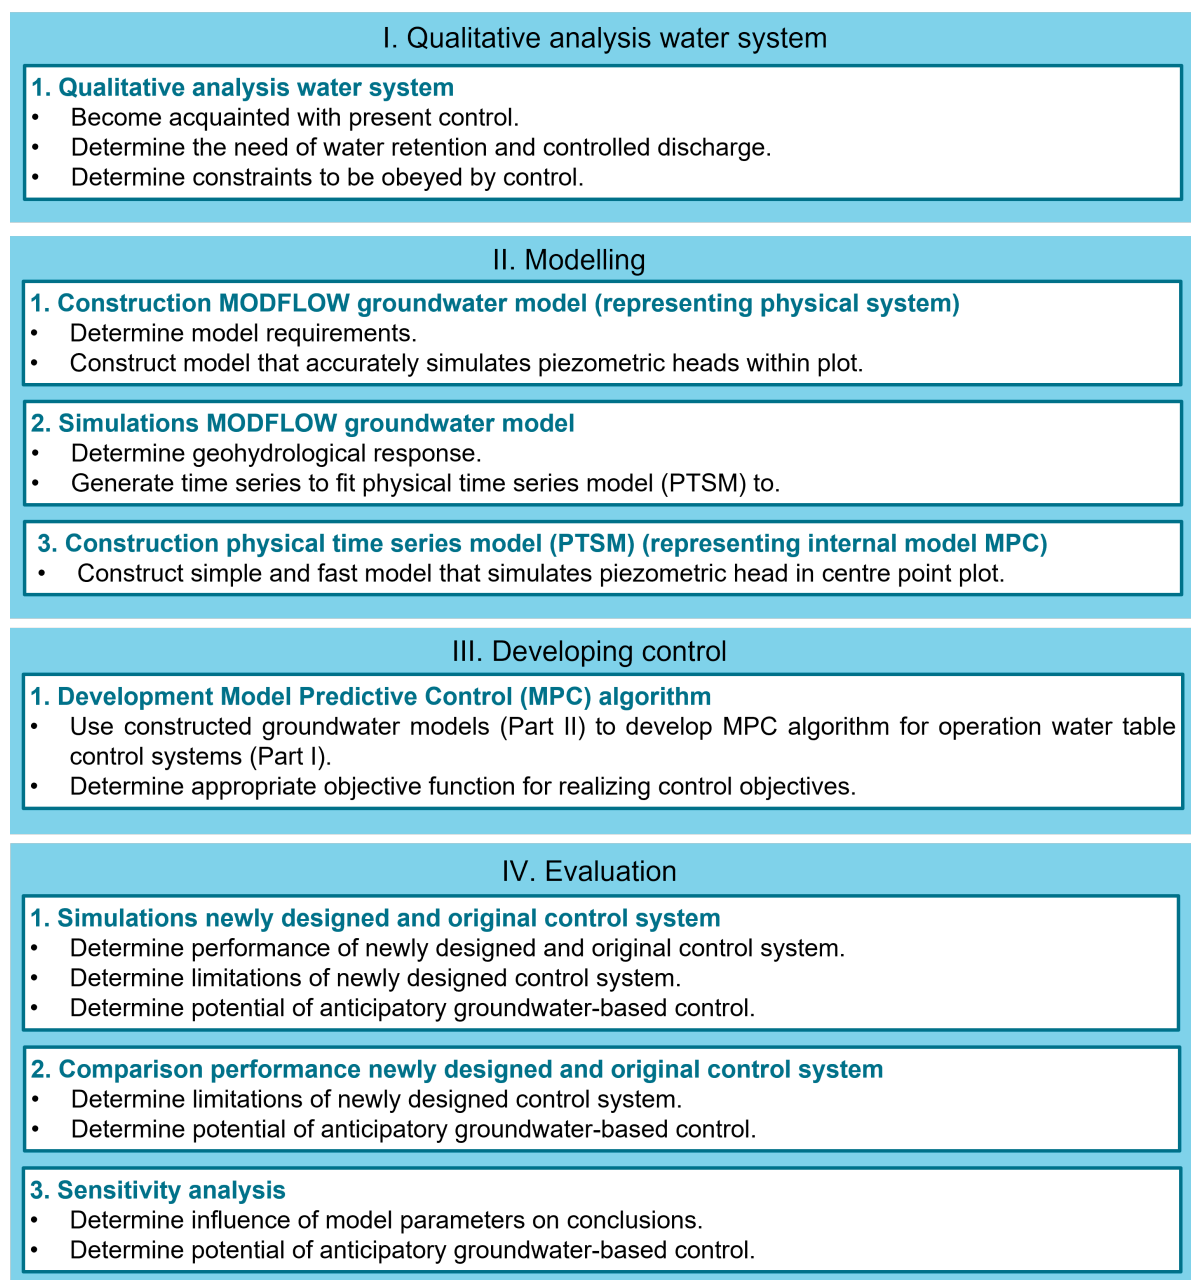 I. Qualitative analysis water system
1. Qualitative analysis water system
• Become acquainted with present control.
• Determine the need of water retention and controlled discharge.
• Determine constraints to be obeyed by control.
II. Modelling
1. Construction MODFLOW groundwater model (representing physical system)
• Determine model requirements.
• Construct model that accurately simulates piezometric heads within plot.
2. Simulations MODFLOW groundwater model
• Determine geohydrological response.
• Generate time series to fit physical time series model (PTSM) to.
3. Construction physical time series model (PTSM) (representing internal model MPC)
• Construct simple and fast model that simulates piezometric head in centre point plot.
III. Developing control
1. Development Model Predictive Control (MPC) algorithm
• Use constructed groundwater models (Part II) to develop MPC algorithm for operation water table
control systems (Part I).
• Determine appropriate objective function for realizing control objectives.
IV. Evaluation
1. Simulations newly designed and original control system
• Determine performance of newly designed and original control system.
• Determine limitations of newly designed control system.
• Determine potential of anticipatory groundwater-based control.
2. Comparison performance newly designed and original control system
• Determine limitations of newly designed control system.
• Determine potential of anticipatory groundwater-based control.
3. Sensitivity analysis
• Determine influence of model parameters on conclusions.
• Determine potential of anticipatory groundwater-based control.